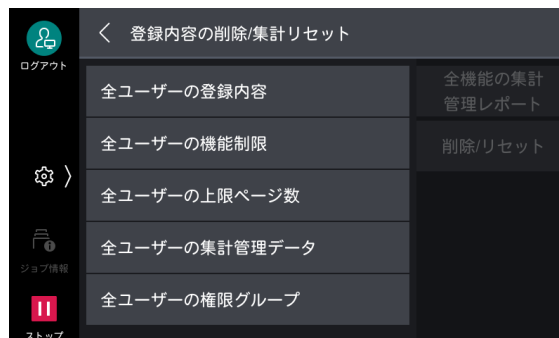 登録内容の削除/集計リセット
ログアウト
全ユーザーの登録内容
全機能の集計
管理レポート
全ユーザーの機能制限
削除/リセット
全ユーザーの上限ページ数
全ユーザーの集計管理データ
ジョブ情報
全ユーザーの権限グループ
ストップ